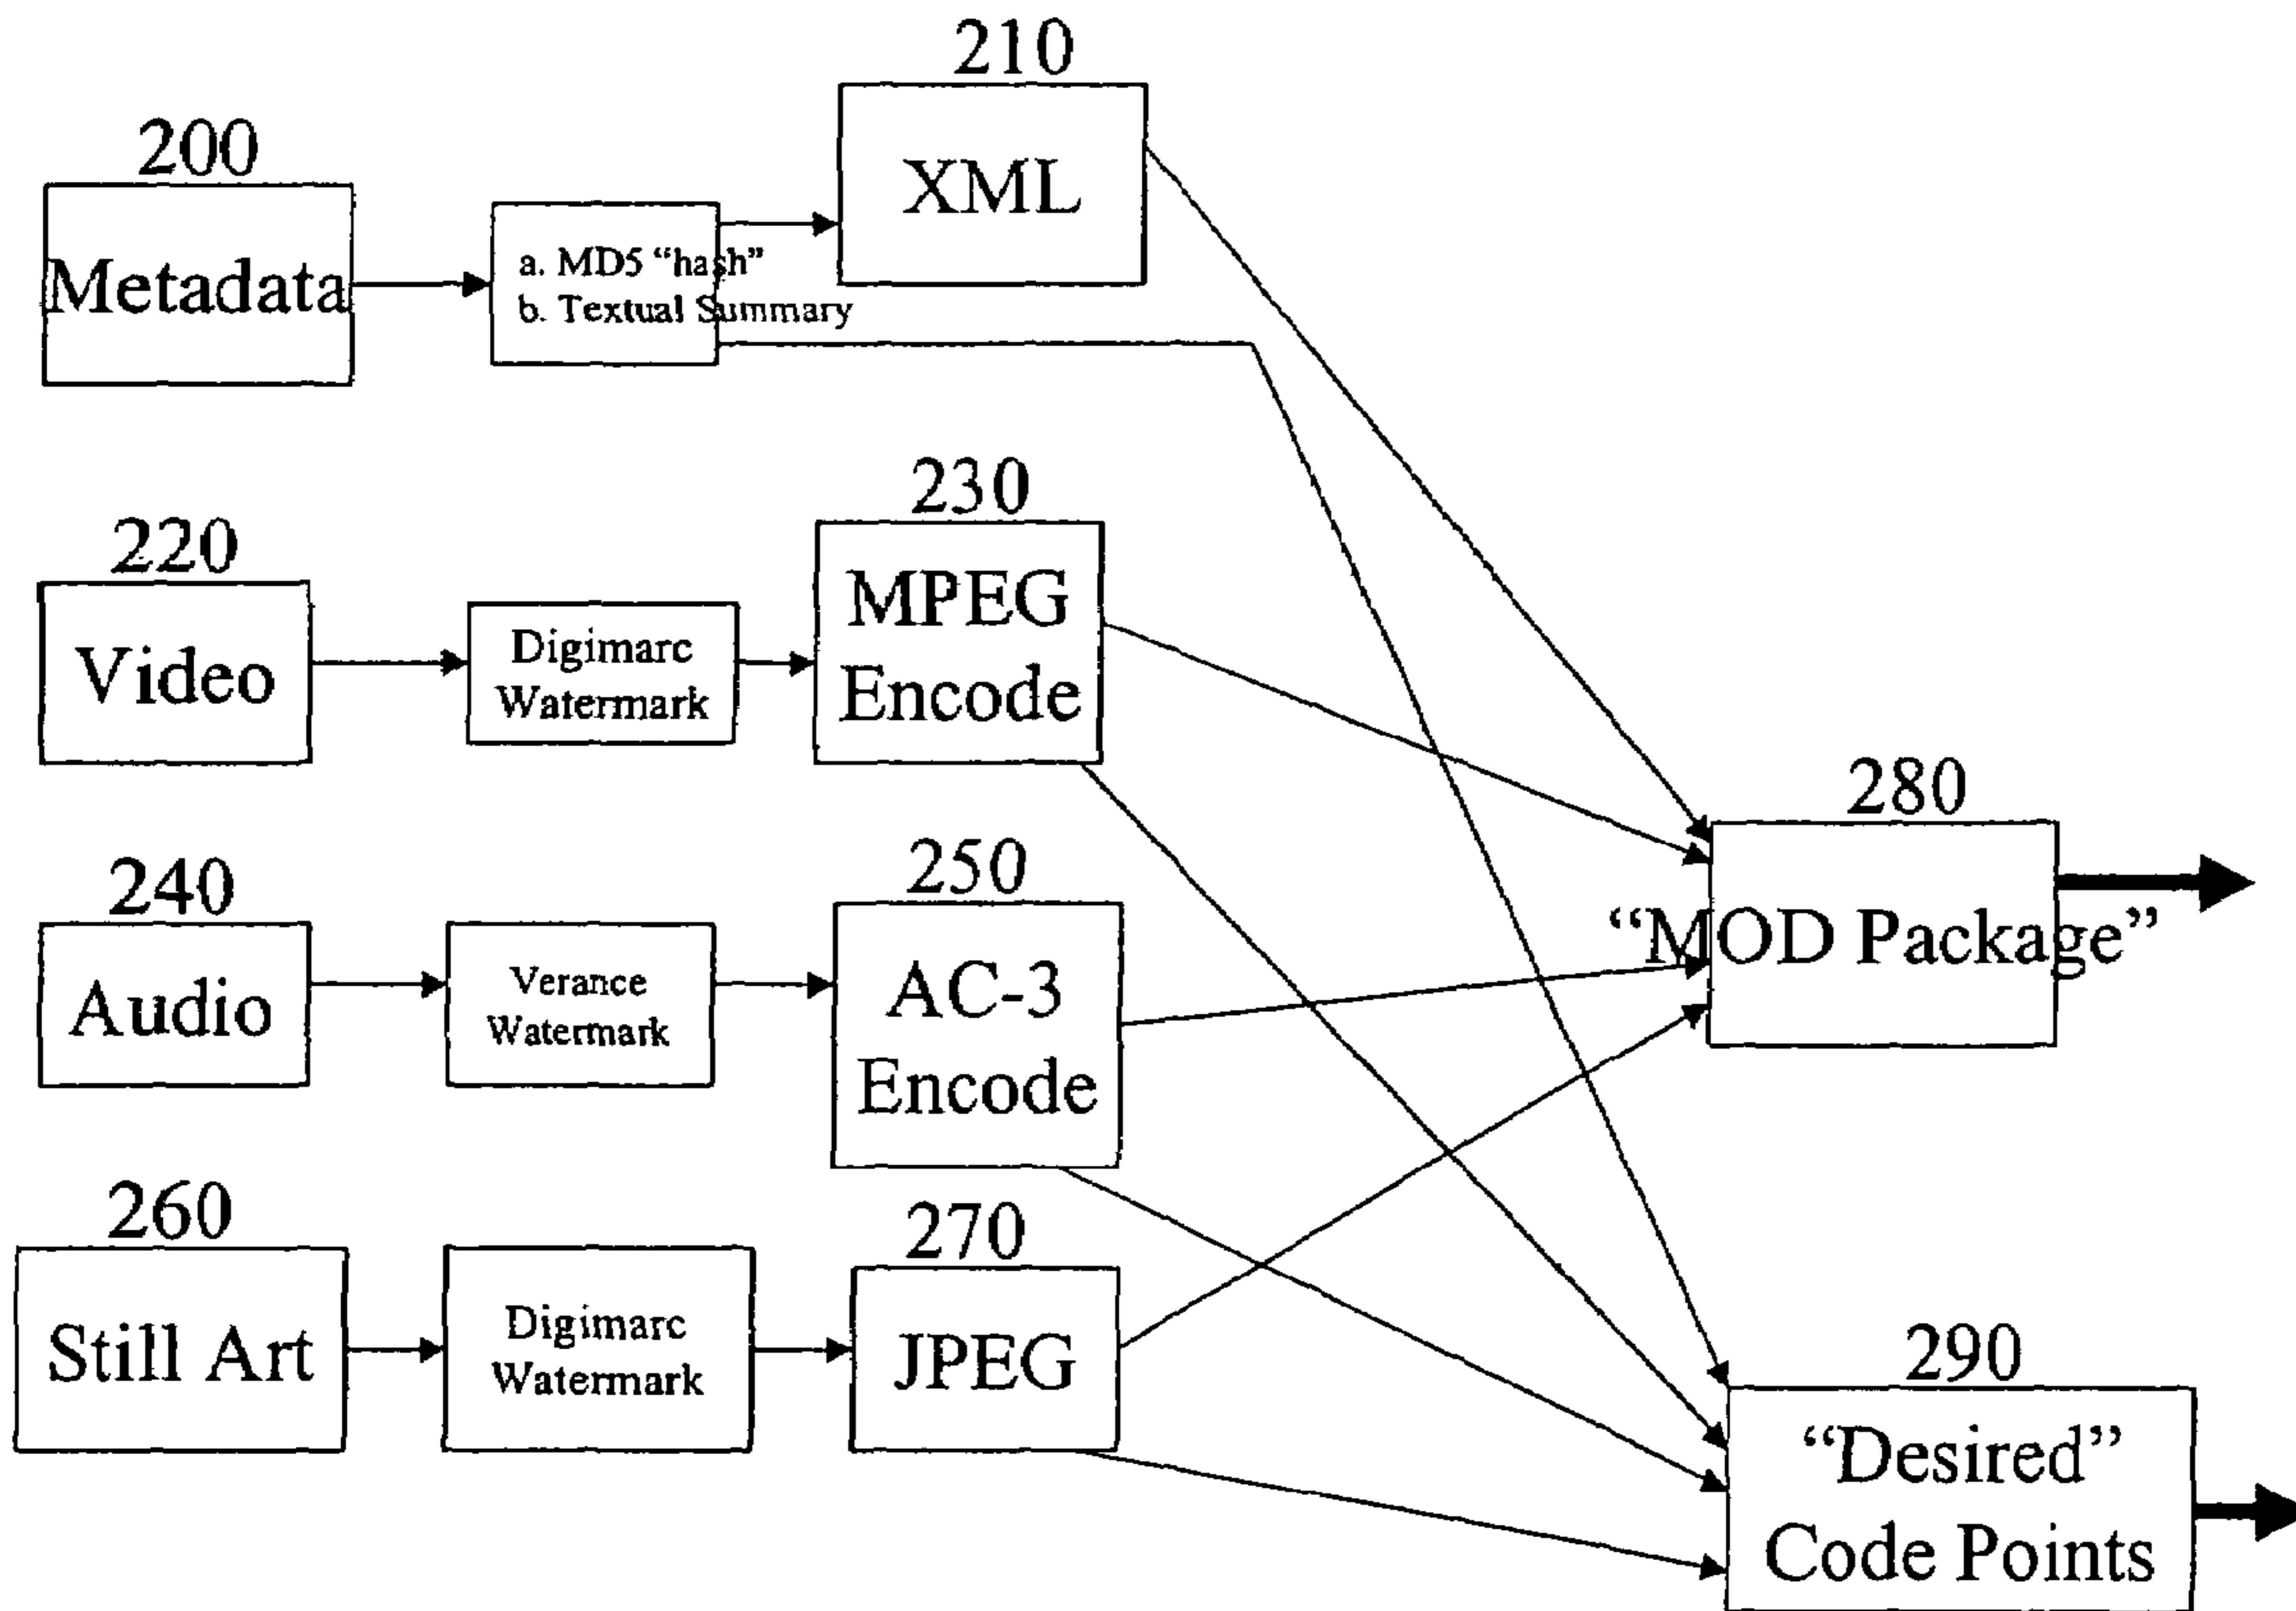 210
XML
200
Metadata
a. MD5 “hash”
b. Textual Summary
230
MPEG
Encode
220
Video
Digimarc
Watermark
280
“MOD Package”
250
AC-3
Encode
240
Audio
Verance
Watermark
270
JPEG
260
Still Art
Digimarc
Watermark
290
“Desired”
Code Points